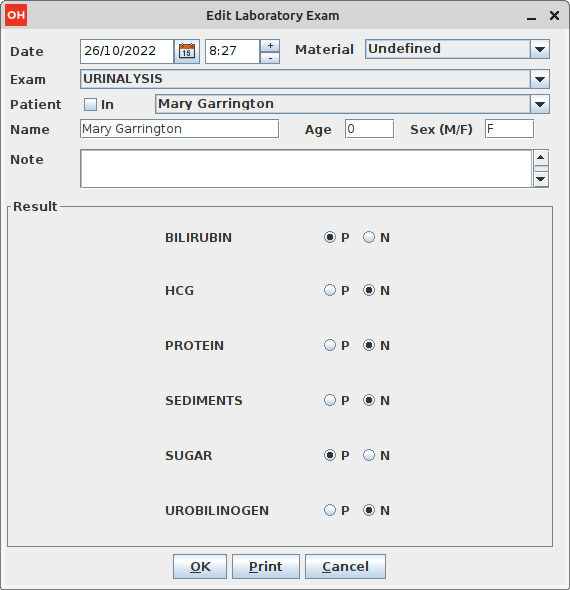 OH Edit Laboratory Exam
Date 26/10/2022 15 8:27 + - Material Undefined
Exam URINALYSIS
Patient In Mary Garrington
Name Mary Garrington Age 0 Sex (M/F) F
Note
Result
BILIRUBIN P N
HCG P N
PROTEIN P N
SEDIMENTS P N
SUGAR P N
UROBILINOGEN P N
OK Print Cancel